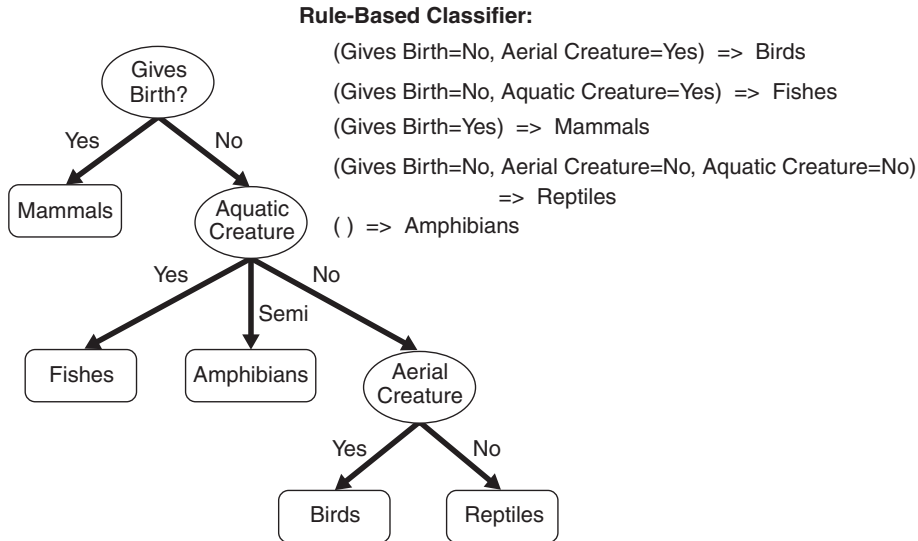 Rule-Based Classifier:
(Gives Birth=No, Aerial Creature=Yes) => Birds
(Gives Birth=No, Aquatic Creature=Yes) => Fishes
(Gives Birth=Yes) => Mammals
(Gives Birth=No, Aerial Creature=No, Aquatic Creature=No)
=> Reptiles
( ) => Amphibians
Gives
Birth?
Yes
No
Mammals
Aquatic
Creature
Yes
Semi
No
Fishes
Amphibians
Aerial
Creature
Yes
No
Birds
Reptiles